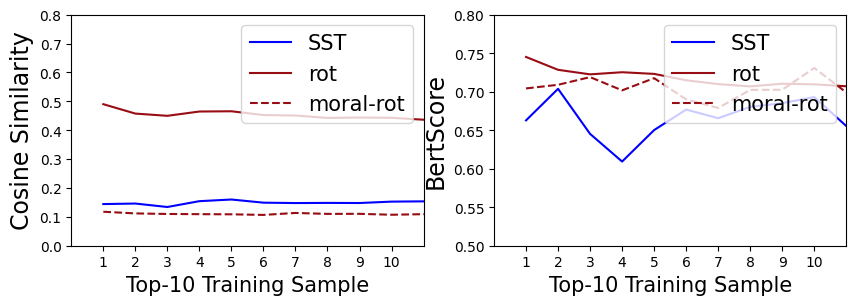 Cosine Similarity
0.8
0.7
0.6
0.5
0.4
0.3
0.2
0.1
0.0
SST
rot
moral-rot
1 2 3 4 5 6 7 8 9 10
Top-10 Training Sample
BertScore
0.80
0.75
0.70
0.65
0.60
0.55
0.50
SST
rot
moral-rot
1 2 3 4 5 6 7 8 9 10
Top-10 Training Sample